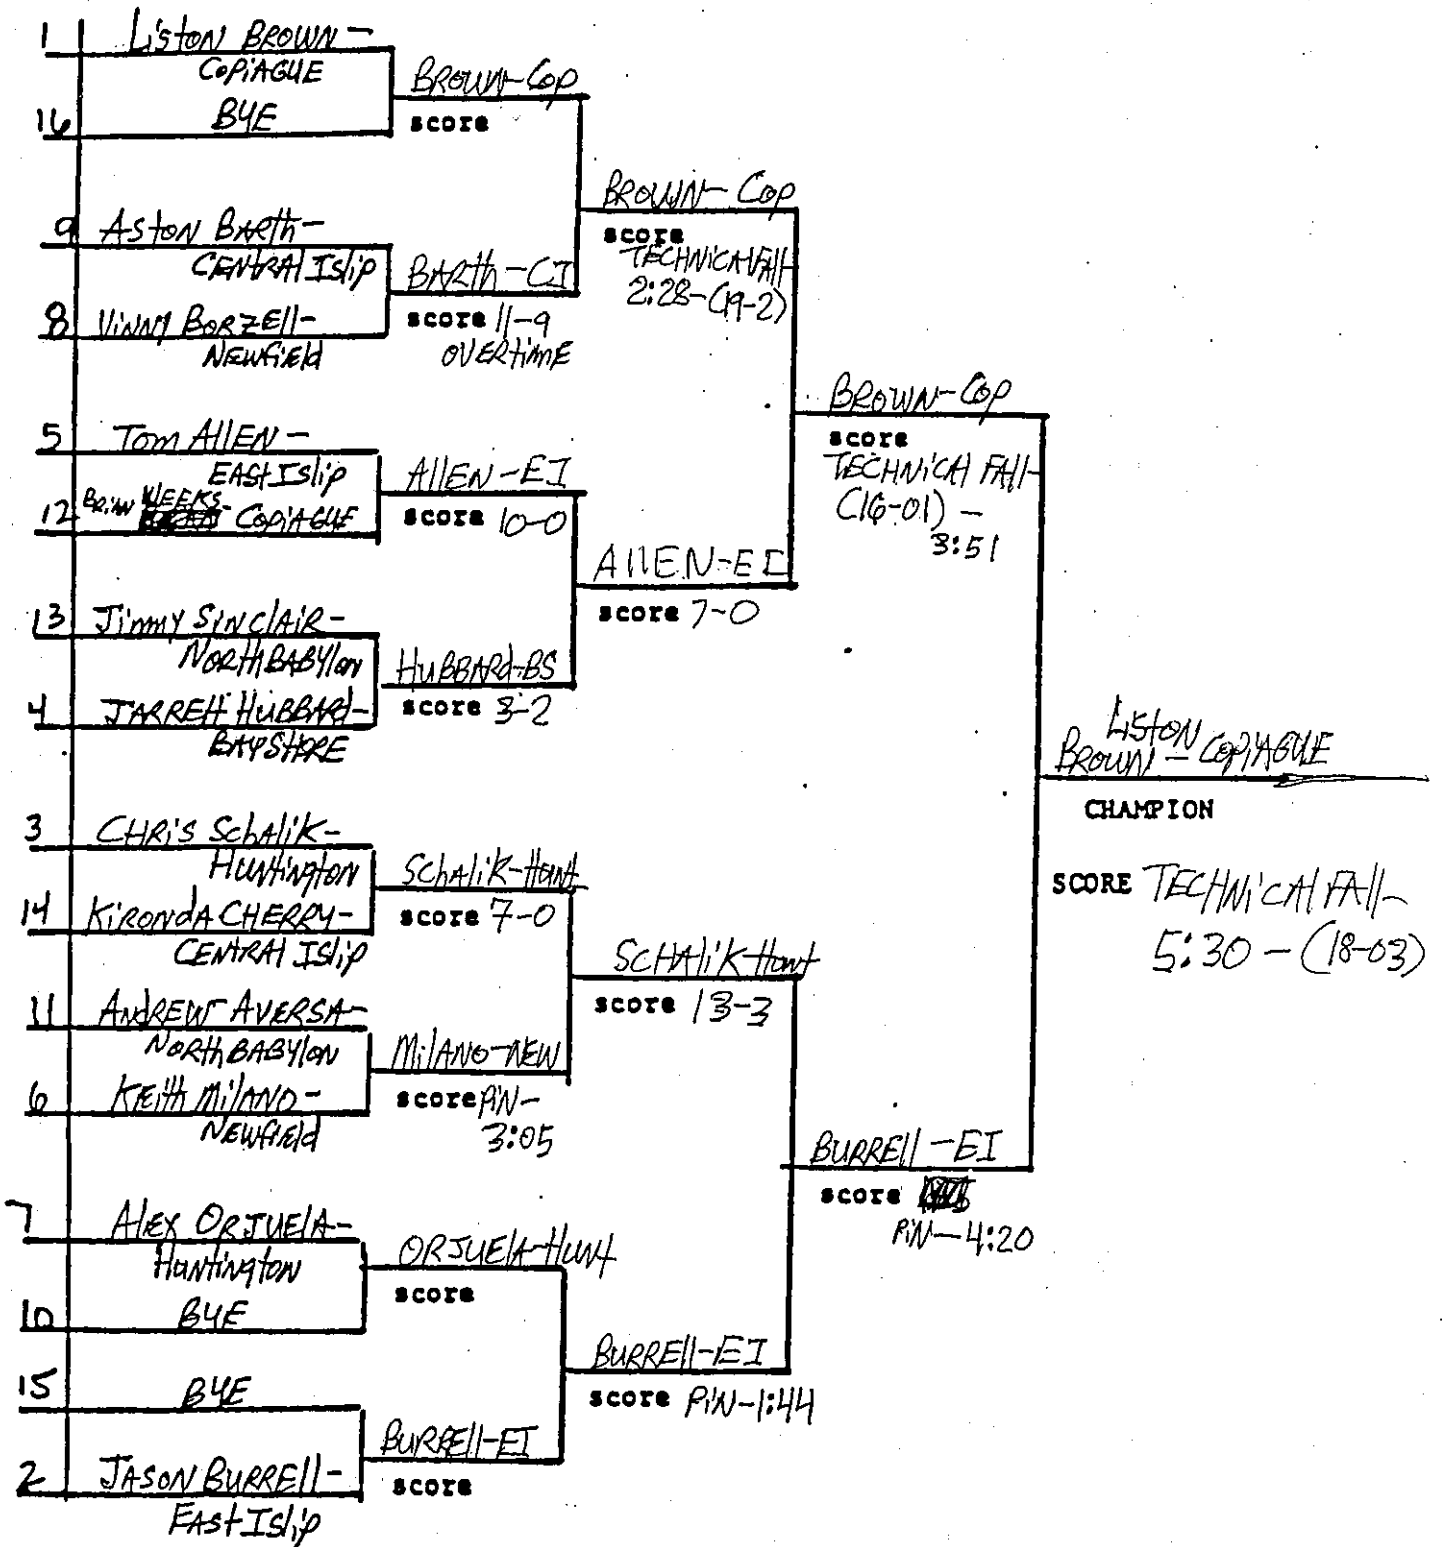 1 Liston Brown-
Copiague
16 BYE
9 Aston Barth-
Central Islip
8 Vinny Borzell-
Newfield
5 Tom Allen-
East Islip
12 Brian Weeks- Copiague
13 Jimmy Sinclair-
North Babylon
4 Jarrett Hubbard-
Bayshore
3 Chris Schalik-
Huntington
14 Kironda Cherry-
Central Islip
11 Andrew Aversa-
North Babylon
6 Keith Milano-
Newfield
7 Alex Orjuela-
Huntington
10 BYE
15 BYE
2 Jason Burrell-
East Islip
Brown-Cop
score
Barth-CI
score 11-9
overtime
Allen-EI
score 10-0
Hubbard-BS
score 3-2
Schalik-Hunt
score 7-0
Milano-New
score Pin-
3:05
Orjuela-Hunt
score
Burrell-EI
score
Brown-Cop
score
Technical Fall
2:28-(19-2)
Allen-EI
score 7-0
Schalik-Hunt
score 13-3
Burrell-EI
score Pin-1:44
Brown-Cop
score
Technical Fall-
(16-01)-
3:51
Burrell-EI
score
Pin-4:20
Liston
Brown-Copiague
CHAMPION
SCORE Technical Fall-
5:30-(18-03)